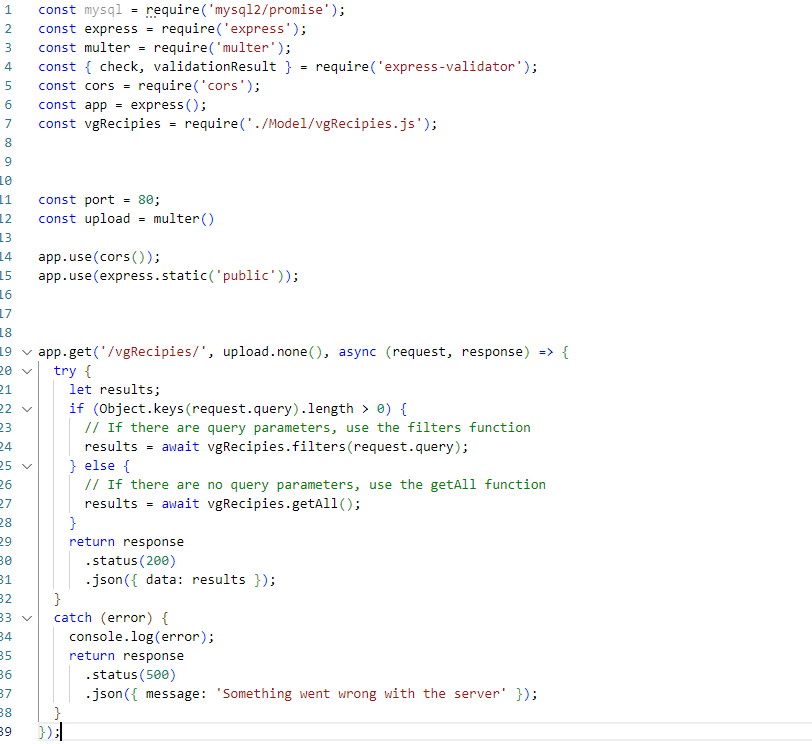 1 const mysql = require('mysql2/promise');
2 const express = require('express');
3 const multer = require('multer');
4 const { check, validationResult } = require('express-validator');
5 const cors = require('cors');
6 const app = express();
7 const vgRecipies = require('./Model/vgRecipies.js');
8
9
10
11 const port = 80;
12 const upload = multer()
13
14 app.use(cors());
15 app.use(express.static('public'));
16
17
18
19 app.get('/vgRecipies/', upload.none(), async (request, response) => {
20 try {
21 let results;
22 if (Object.keys(request.query).length > 0) {
23 // If there are query parameters, use the filters function
24 results = await vgRecipies.filters(request.query);
25 } else {
26 // If there are no query parameters, use the getAll function
27 results = await vgRecipies.getAll();
28 }
29 return response
30 .status(200)
31 .json({ data: results });
32 }
33 catch (error) {
34 console.log(error);
35 return response
36 .status(500)
37 .json({ message: 'Something went wrong with the server' });
38 }
39 });